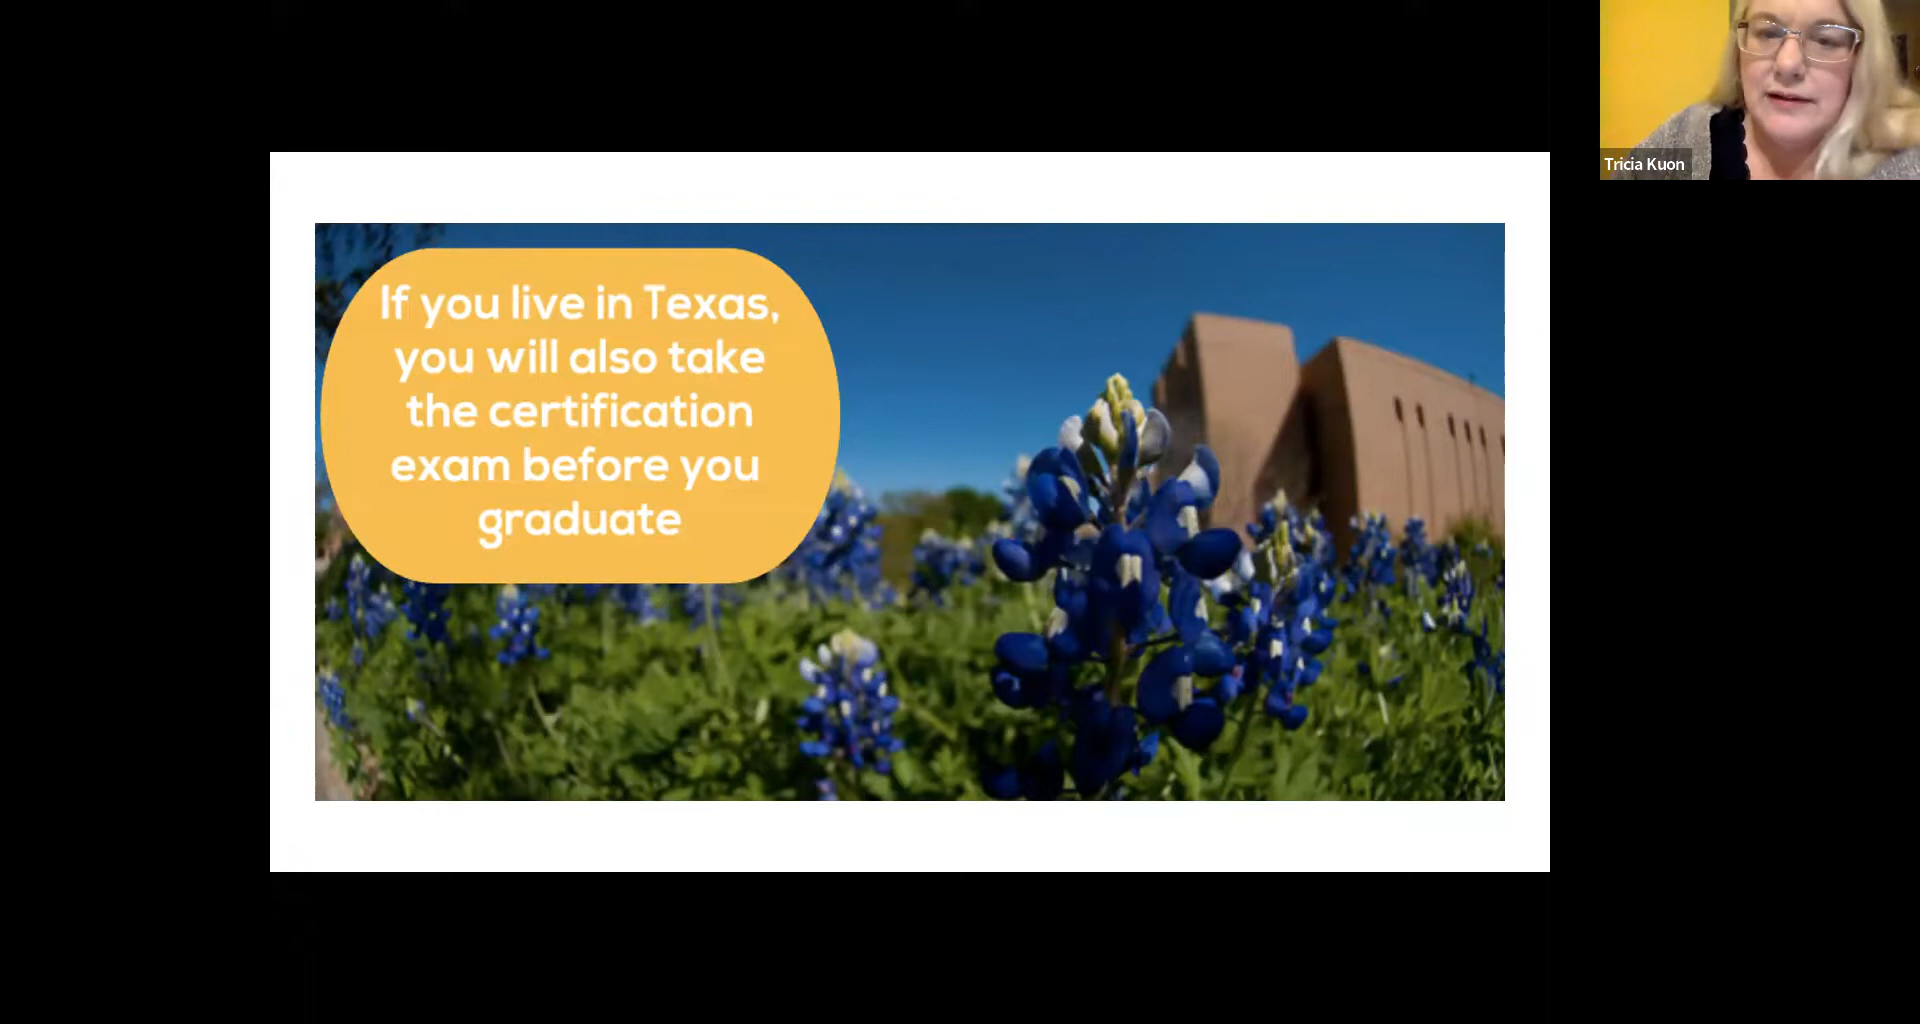 If you live in Texas,
you will also take
the certification
exam before you
graduate
Tricia Kuon